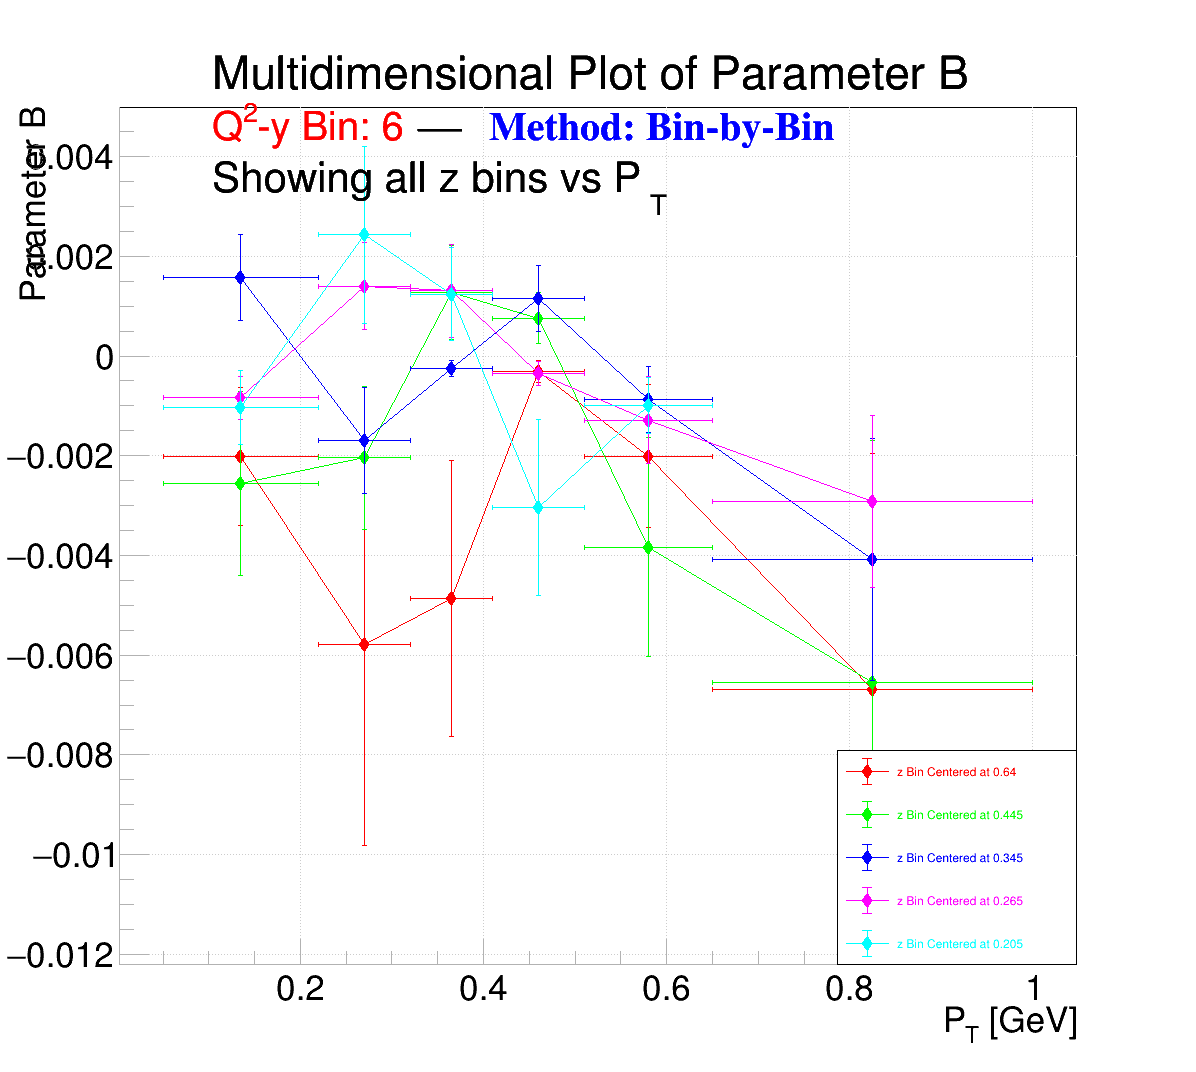 Multidimensional Plot of Parameter B
Q²-y Bin: 6 — Method: Bin-by-Bin
Showing all z bins vs P_T
Parameter B
0.004
0.002
0
−0.002
−0.004
−0.006
−0.008
−0.01
−0.012
z Bin Centered at 0.64
z Bin Centered at 0.445
z Bin Centered at 0.345
z Bin Centered at 0.265
z Bin Centered at 0.205
0.2 0.4 0.6 0.8 1
P_T [GeV]